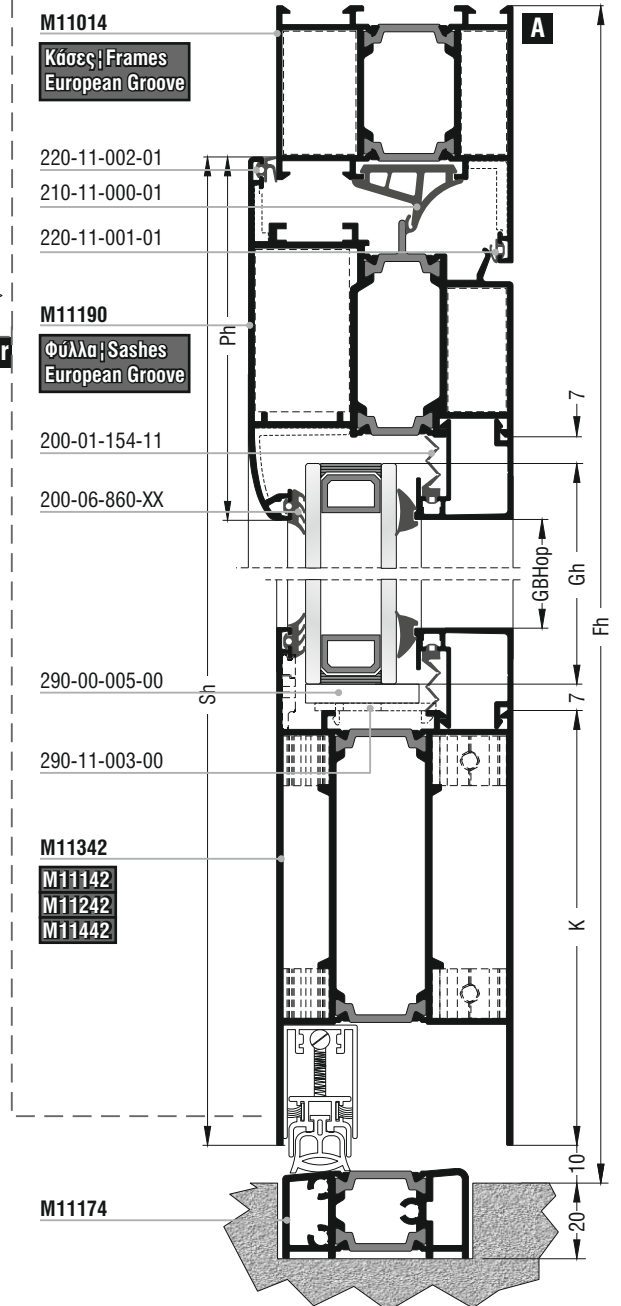 M11014
A
Κάσες¦Frames
European Groove
220-11-002-01
210-11-000-01
220-11-001-01
M11190
r
Φύλλα¦Sashes
European Groove
Ph
7
200-01-154-11
200-06-860-XX
GBHop
Gh
Fh
Sh
290-00-005-00
7
290-11-003-00
M11342
M11142
M11242
M11442
K
10
M11174
20